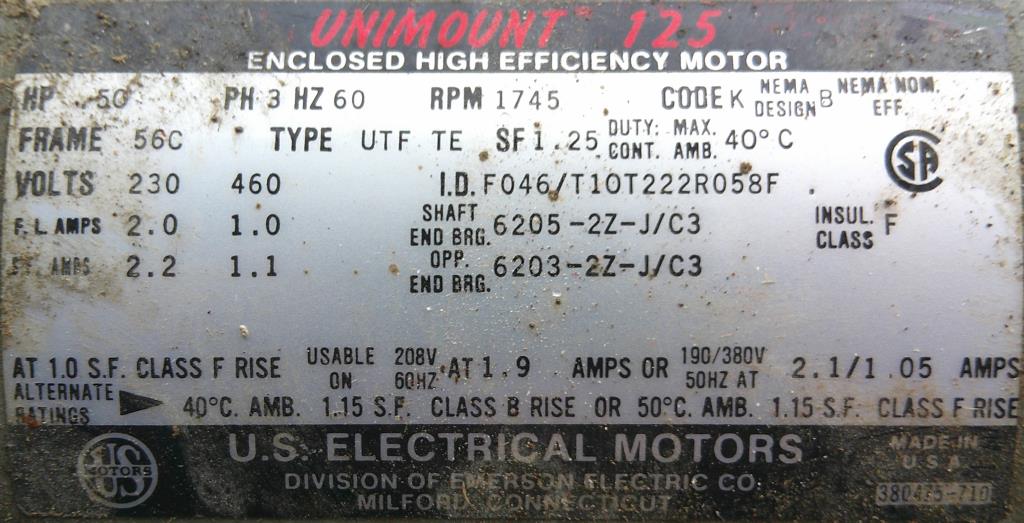 UNIMOUNT 125
ENCLOSED HIGH EFFICIENCY MOTOR
HP .50 PH 3 HZ 60 RPM 1745 CODE K NEMA DESIGN B NEMA NOM. EFF.
FRAME 56C TYPE UTF TE SF 1.25 DUTY: CONT. MAX. AMB. 40°C
SA
VOLTS 230 460 I.D. F046/T10T222R058F
F.L. AMPS 2.0 1.0 SHAFT END BRG. 6205-2Z-J/C3 INSUL. CLASS F
S.F. AMPS 2.2 1.1 OPP. END BRG. 6203-2Z-J/C3
AT 1.0 S.F. CLASS F RISE USABLE ON 208V 60HZ AT 1.9 AMPS OR 190/380V 50HZ AT 2.1/1.05 AMPS
ALTERNATE RATINGS 40°C. AMB. 1.15 S.F. CLASS B RISE OR 50°C. AMB. 1.15 S.F. CLASS F RISE
US MOTORS
U.S. ELECTRICAL MOTORS
DIVISION OF EMERSON ELECTRIC CO.
MILFORD, CONNECTICUT
MADE IN
U S A